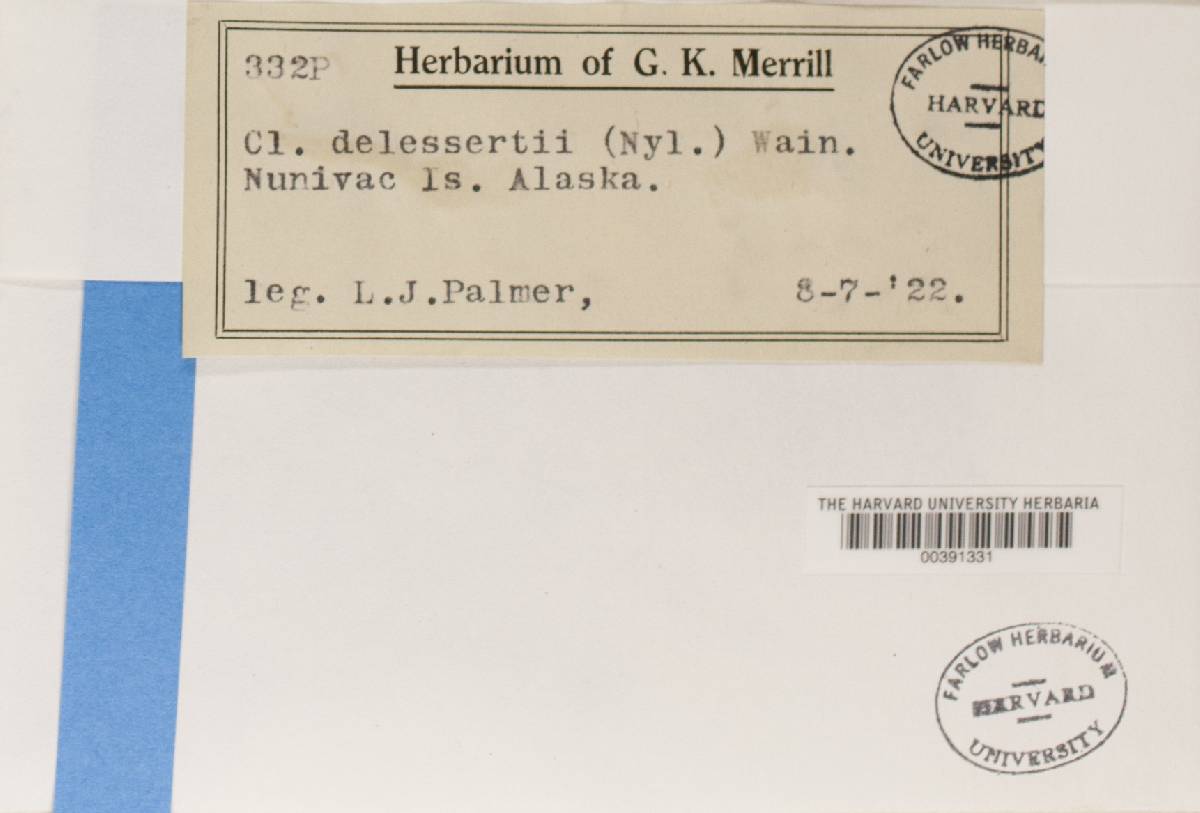 332P
Herbarium of G. K. Merrill
FARLOW HERBA
HARVARD
UNIVERSITY
Cl. delessertii (Nyl.) Wain.
Nunivac Is. Alaska.
leg. L.J.Palmer, 8-7-'22.
THE HARVARD UNIVERSITY HERBARIA
00391331
FARLOW HERBARIUM
HARVARD
UNIVERSITY